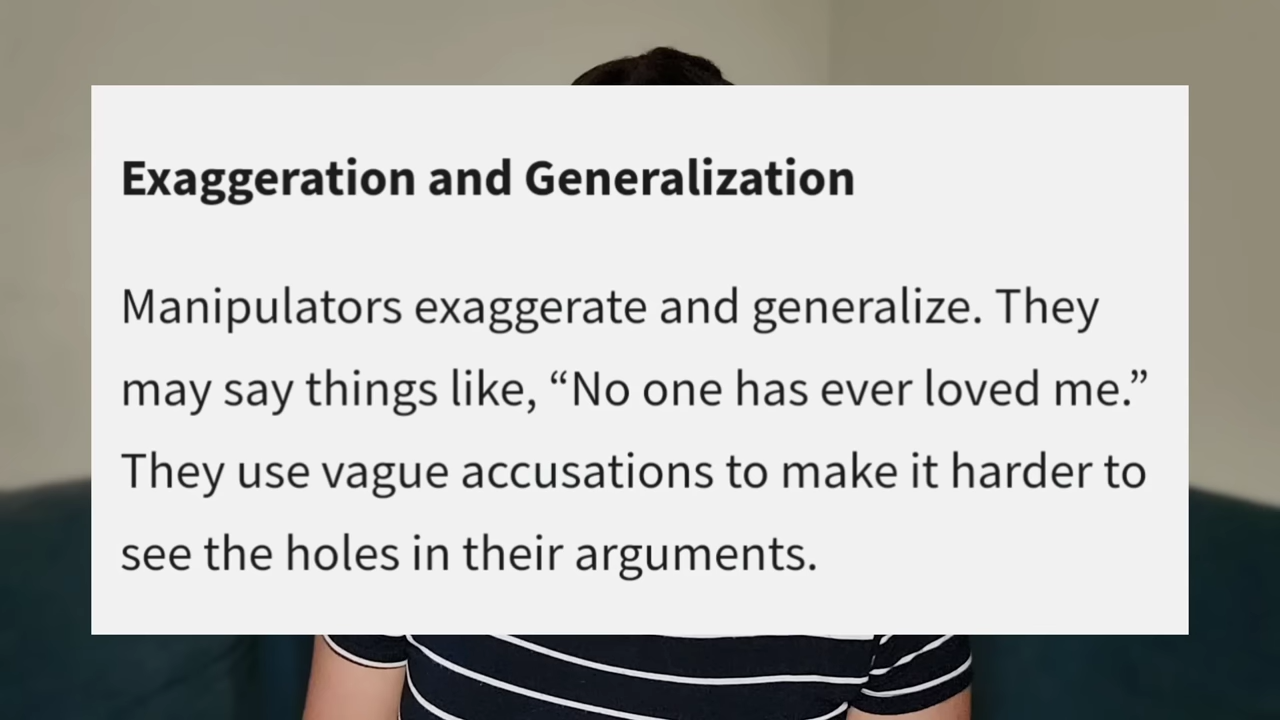 Exaggeration and Generalization
Manipulators exaggerate and generalize. They
may say things like, “No one has ever loved me.”
They use vague accusations to make it harder to
see the holes in their arguments.